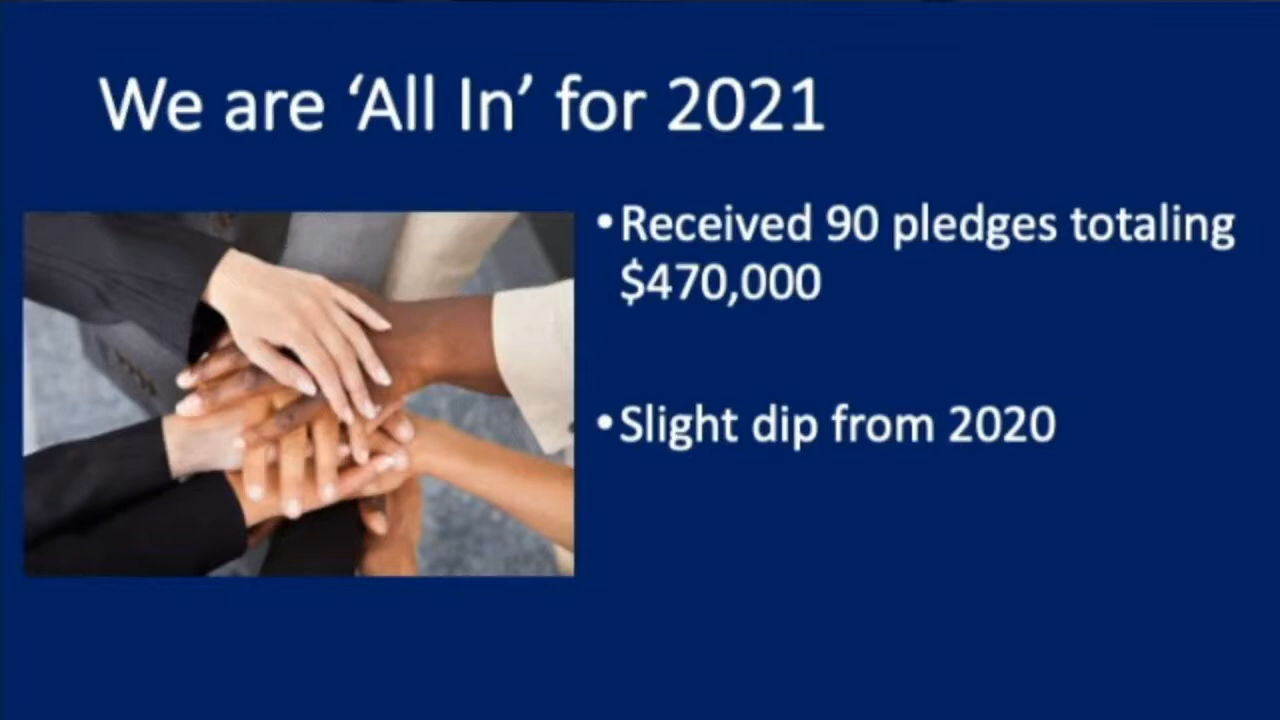 We are ‘All In’ for 2021
•Received 90 pledges totaling
$470,000
•Slight dip from 2020